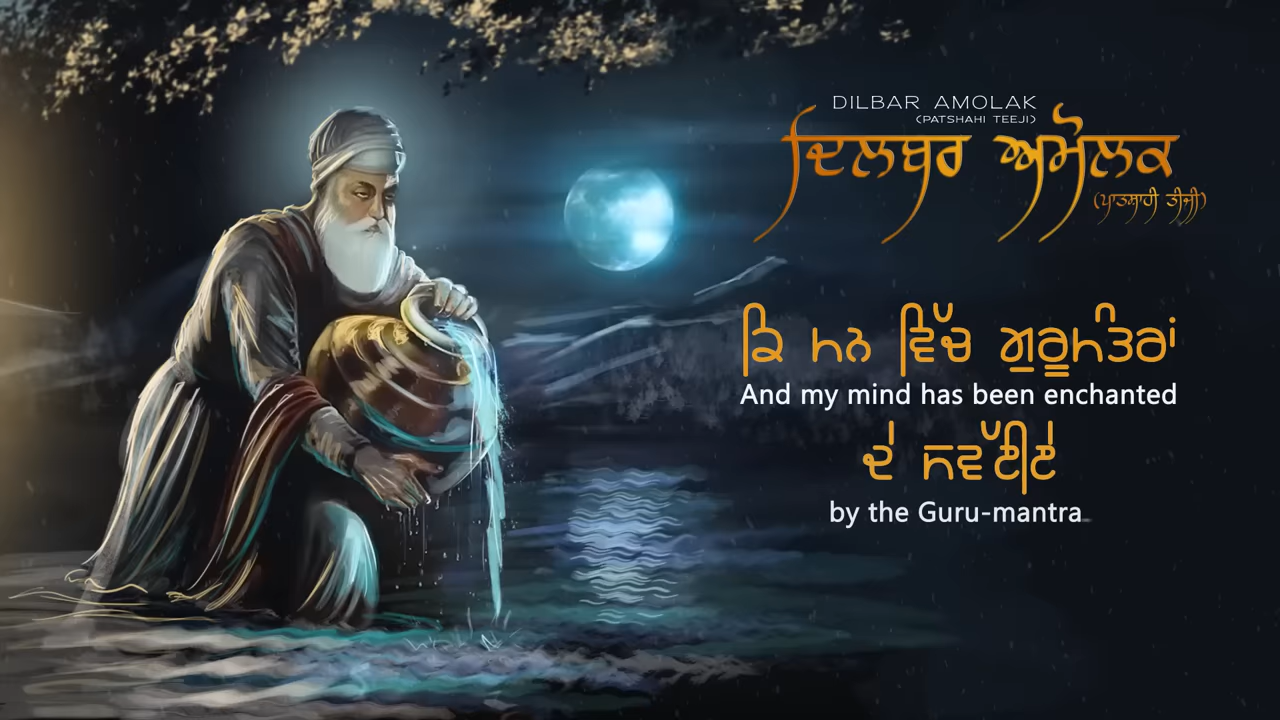 DILBAR AMOLAK
(PATSHAHI TEEJI)
ਦਿਲਬਰ ਅਮੋਲਕ
(ਪਾਤਸ਼ਾਹੀ ਤੀਜੀ)
ਕਿ ਮਨ ਵਿੱਚ ਗੁਰੂਮੰਤਰਾਂ
And my mind has been enchanted
ਦੇ ਸਵੱਈਏ
by the Guru-mantra